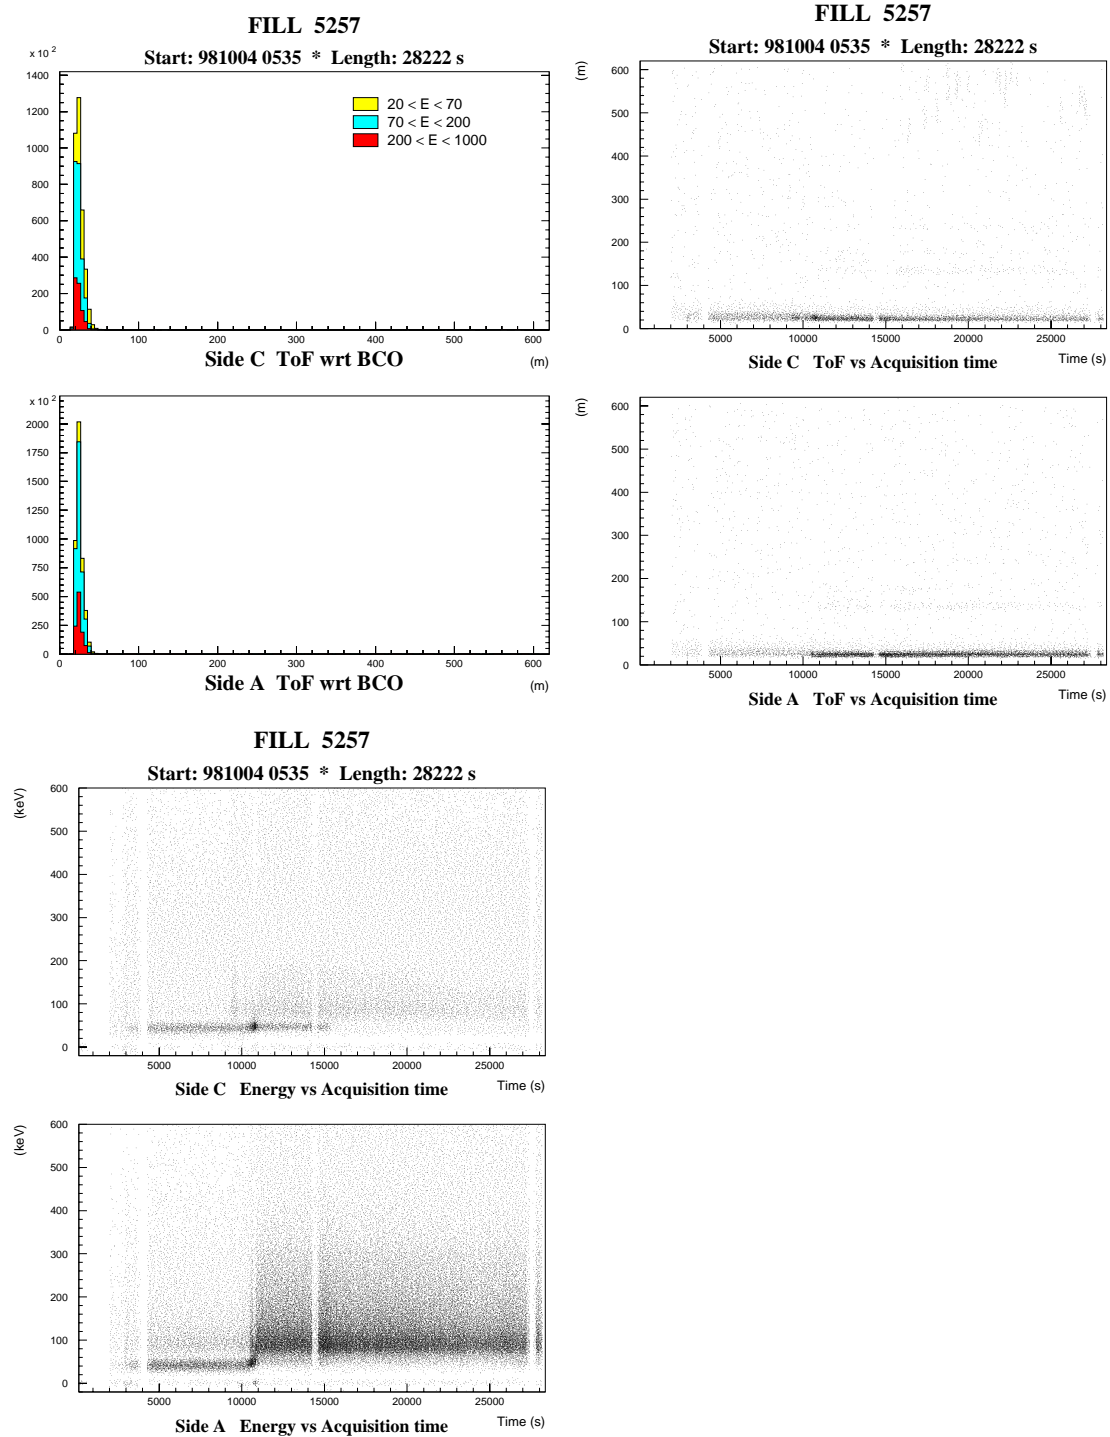 FILL 5257
Start: 981004 0535 * Length: 28222 s
x 10 2
1400
1200
1000
800
600
400
200
0
20 < E < 70
70 < E < 200
200 < E < 1000
0 100 200 300 400 500 600
Side C ToF wrt BCO (m)
x 10 2
2000
1750
1500
1250
1000
750
500
250
0
0 100 200 300 400 500 600
Side A ToF wrt BCO (m)
FILL 5257
Start: 981004 0535 * Length: 28222 s
(m)
600
500
400
300
200
100
0
5000 10000 15000 20000 25000
Side C ToF vs Acquisition time Time (s)
(m)
600
500
400
300
200
100
0
5000 10000 15000 20000 25000
Side A ToF vs Acquisition time Time (s)
FILL 5257
Start: 981004 0535 * Length: 28222 s
(keV)
600
500
400
300
200
100
0
5000 10000 15000 20000 25000
Side C Energy vs Acquisition time Time (s)
(keV)
600
500
400
300
200
100
0
5000 10000 15000 20000 25000
Side A Energy vs Acquisition time Time (s)